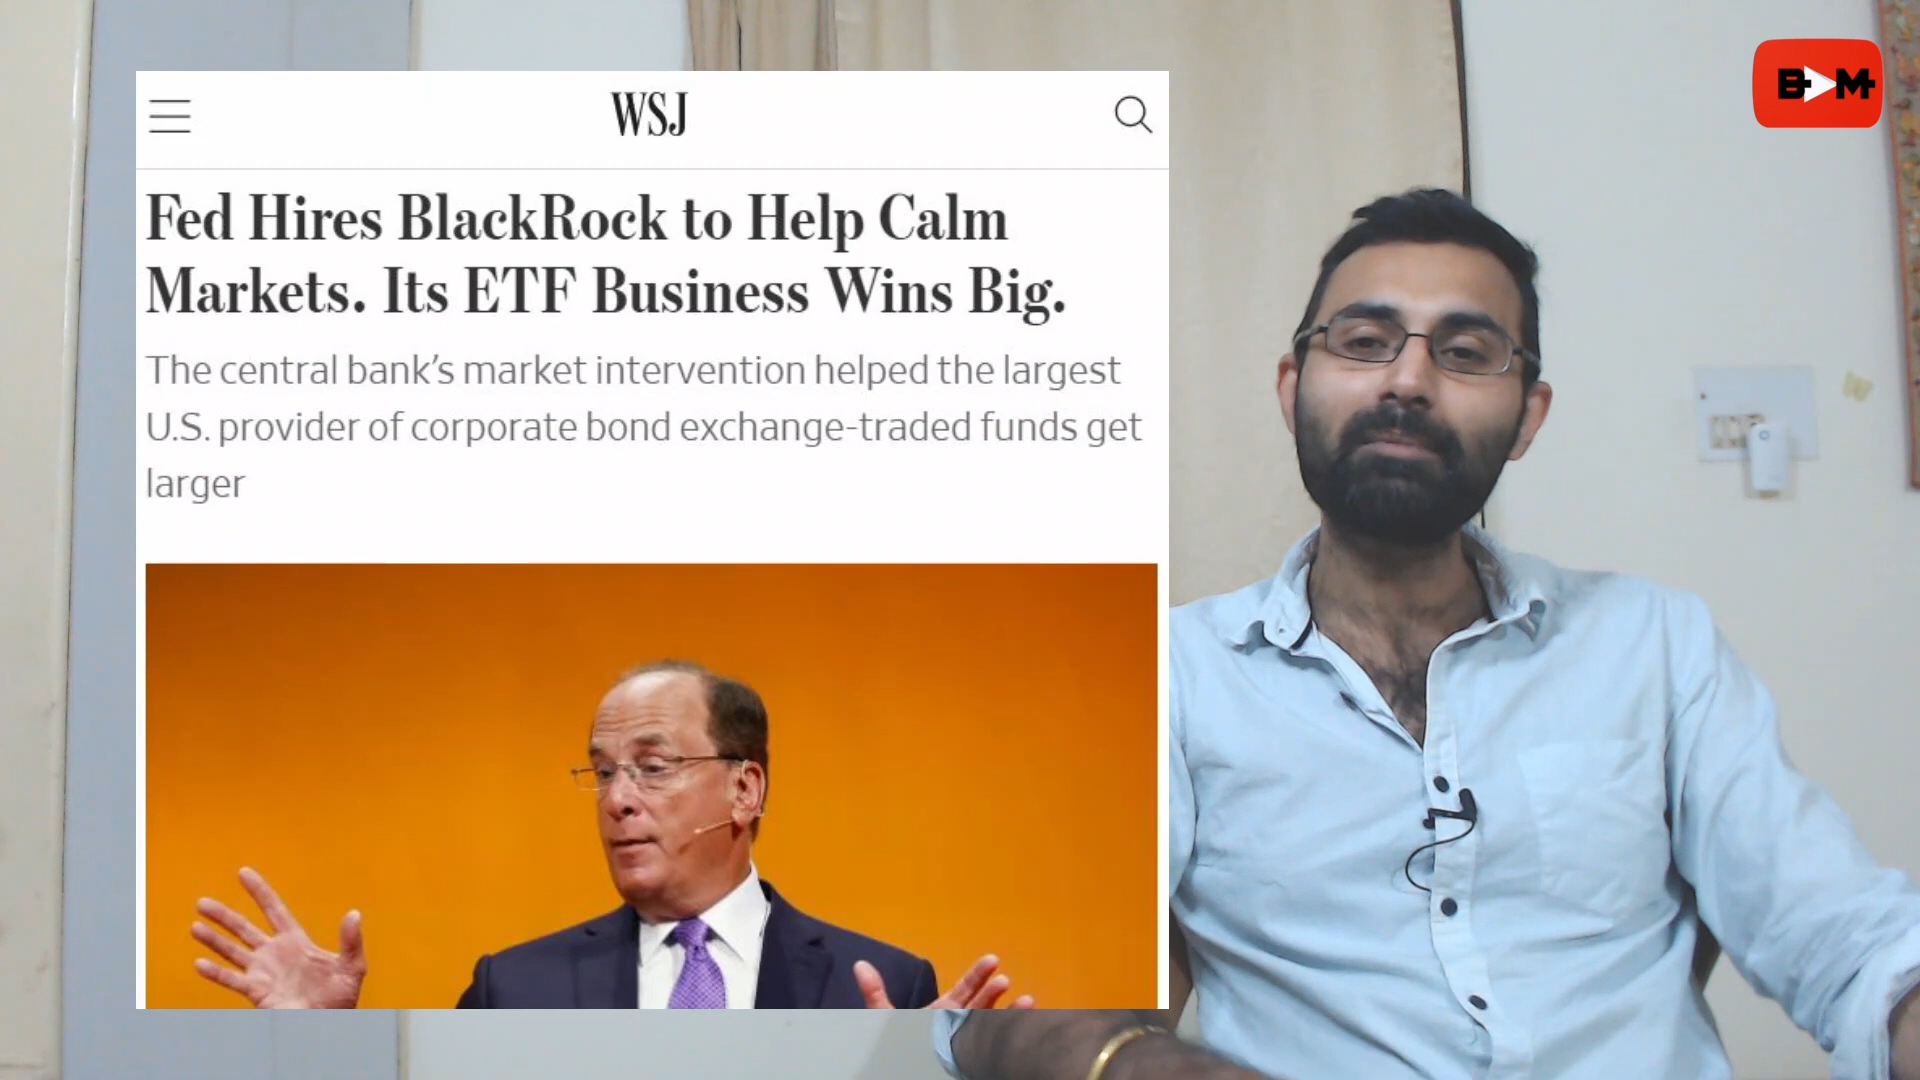 WSJ
Fed Hires BlackRock to Help Calm
Markets. Its ETF Business Wins Big.
The central bank's market intervention helped the largest
U.S. provider of corporate bond exchange-traded funds get
larger
B M